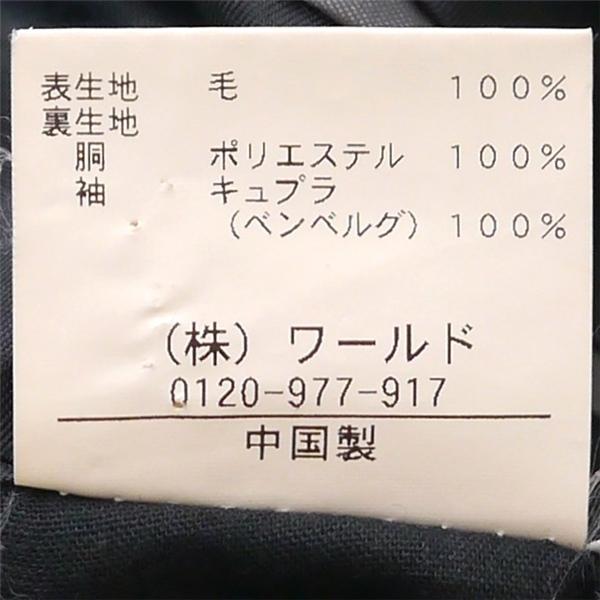 表生地 毛 100%
裏生地
胴 ポリエステル 100%
袖 キュプラ
(ベンベルグ) 100%
(株) ワールド
0120-977-917
中国製